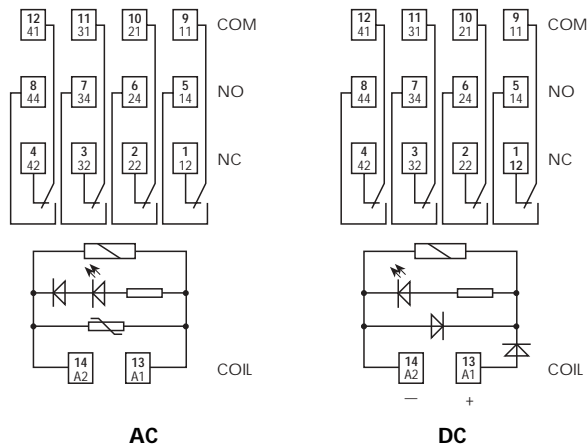 12 11 10 9 COM 12 11 10 9 COM
41 31 21 11 41 31 21 11
8 7 6 5 NO 8 7 6 5 NO
44 34 24 14 44 34 24 14
4 3 2 1 NC 4 3 2 1 NC
42 32 22 12 42 32 22 12
14 13 COIL 14 13 COIL
A2 A1 A2 A1
— +
AC DC